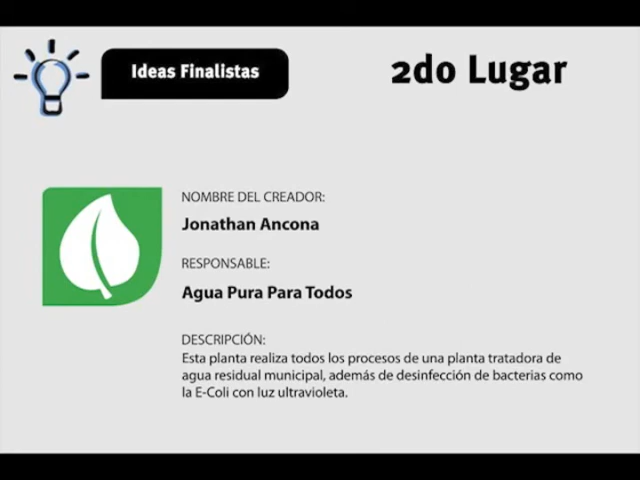 Ideas Finalistas
2do Lugar
NOMBRE DEL CREADOR:
Jonathan Ancona
RESPONSABLE:
Agua Pura Para Todos
DESCRIPCIÓN:
Esta planta realiza todos los procesos de una planta tratadora de
agua residual municipal, además de desinfección de bacterias como
la E-Coli con luz ultravioleta.